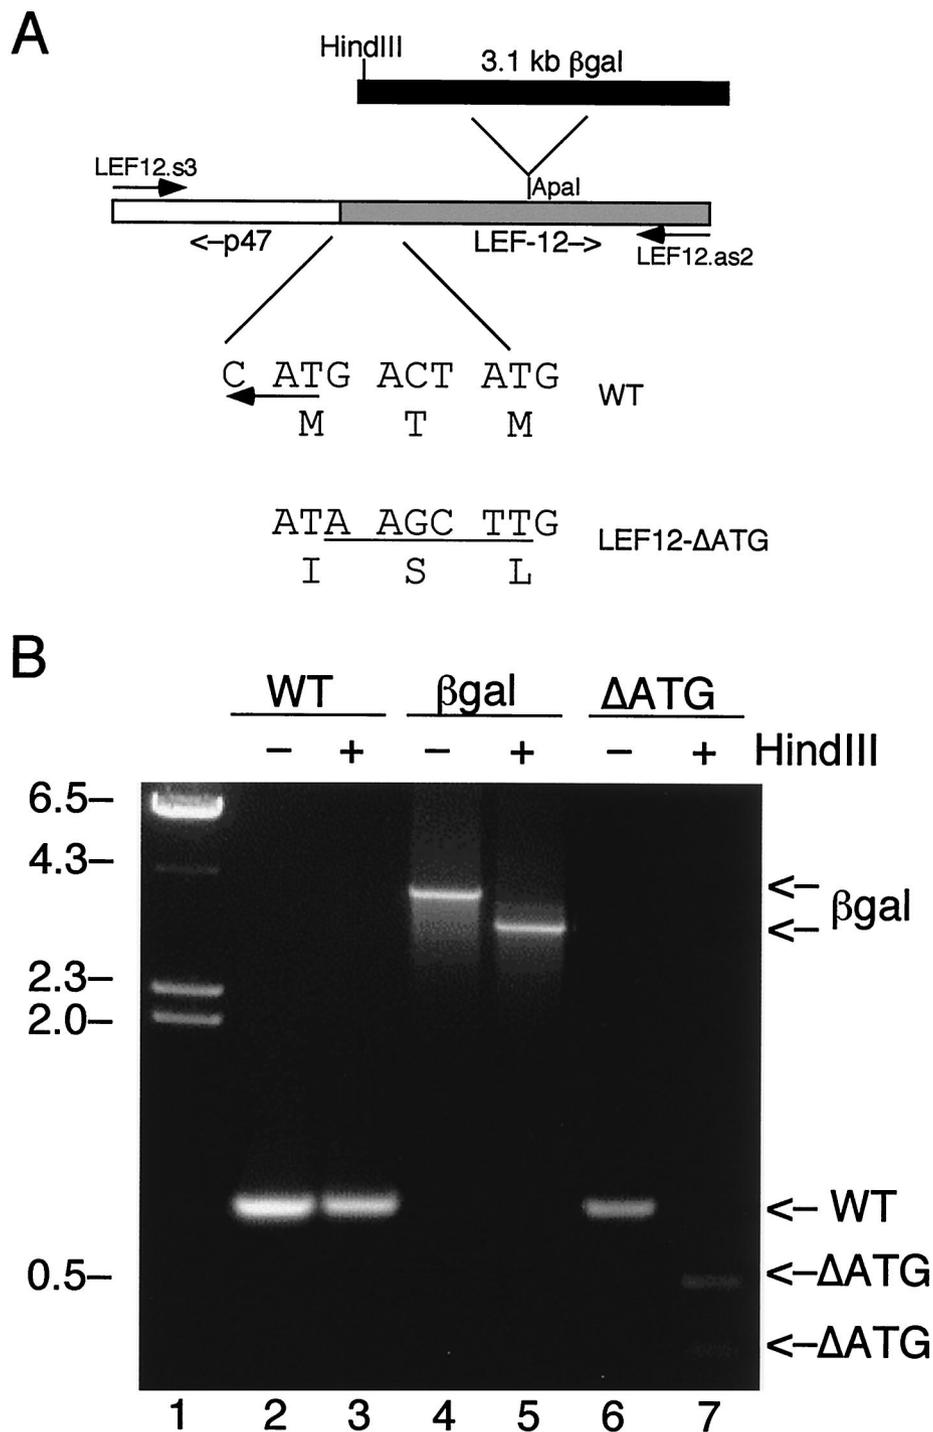 A
HindIII
3.1 kb βgal
LEF12.s3
ApaI
<–p47
LEF-12–>
LEF12.as2
C ATG ACT ATG
WT
M T M
ATA AGC TTG
LEF12-ΔATG
I S L
B
WT βgal ΔATG
– + – + – + HindIII
6.5–
4.3–
<–
βgal
<–
2.3–
2.0–
<– WT
0.5–
<–ΔATG
<–ΔATG
1 2 3 4 5 6 7